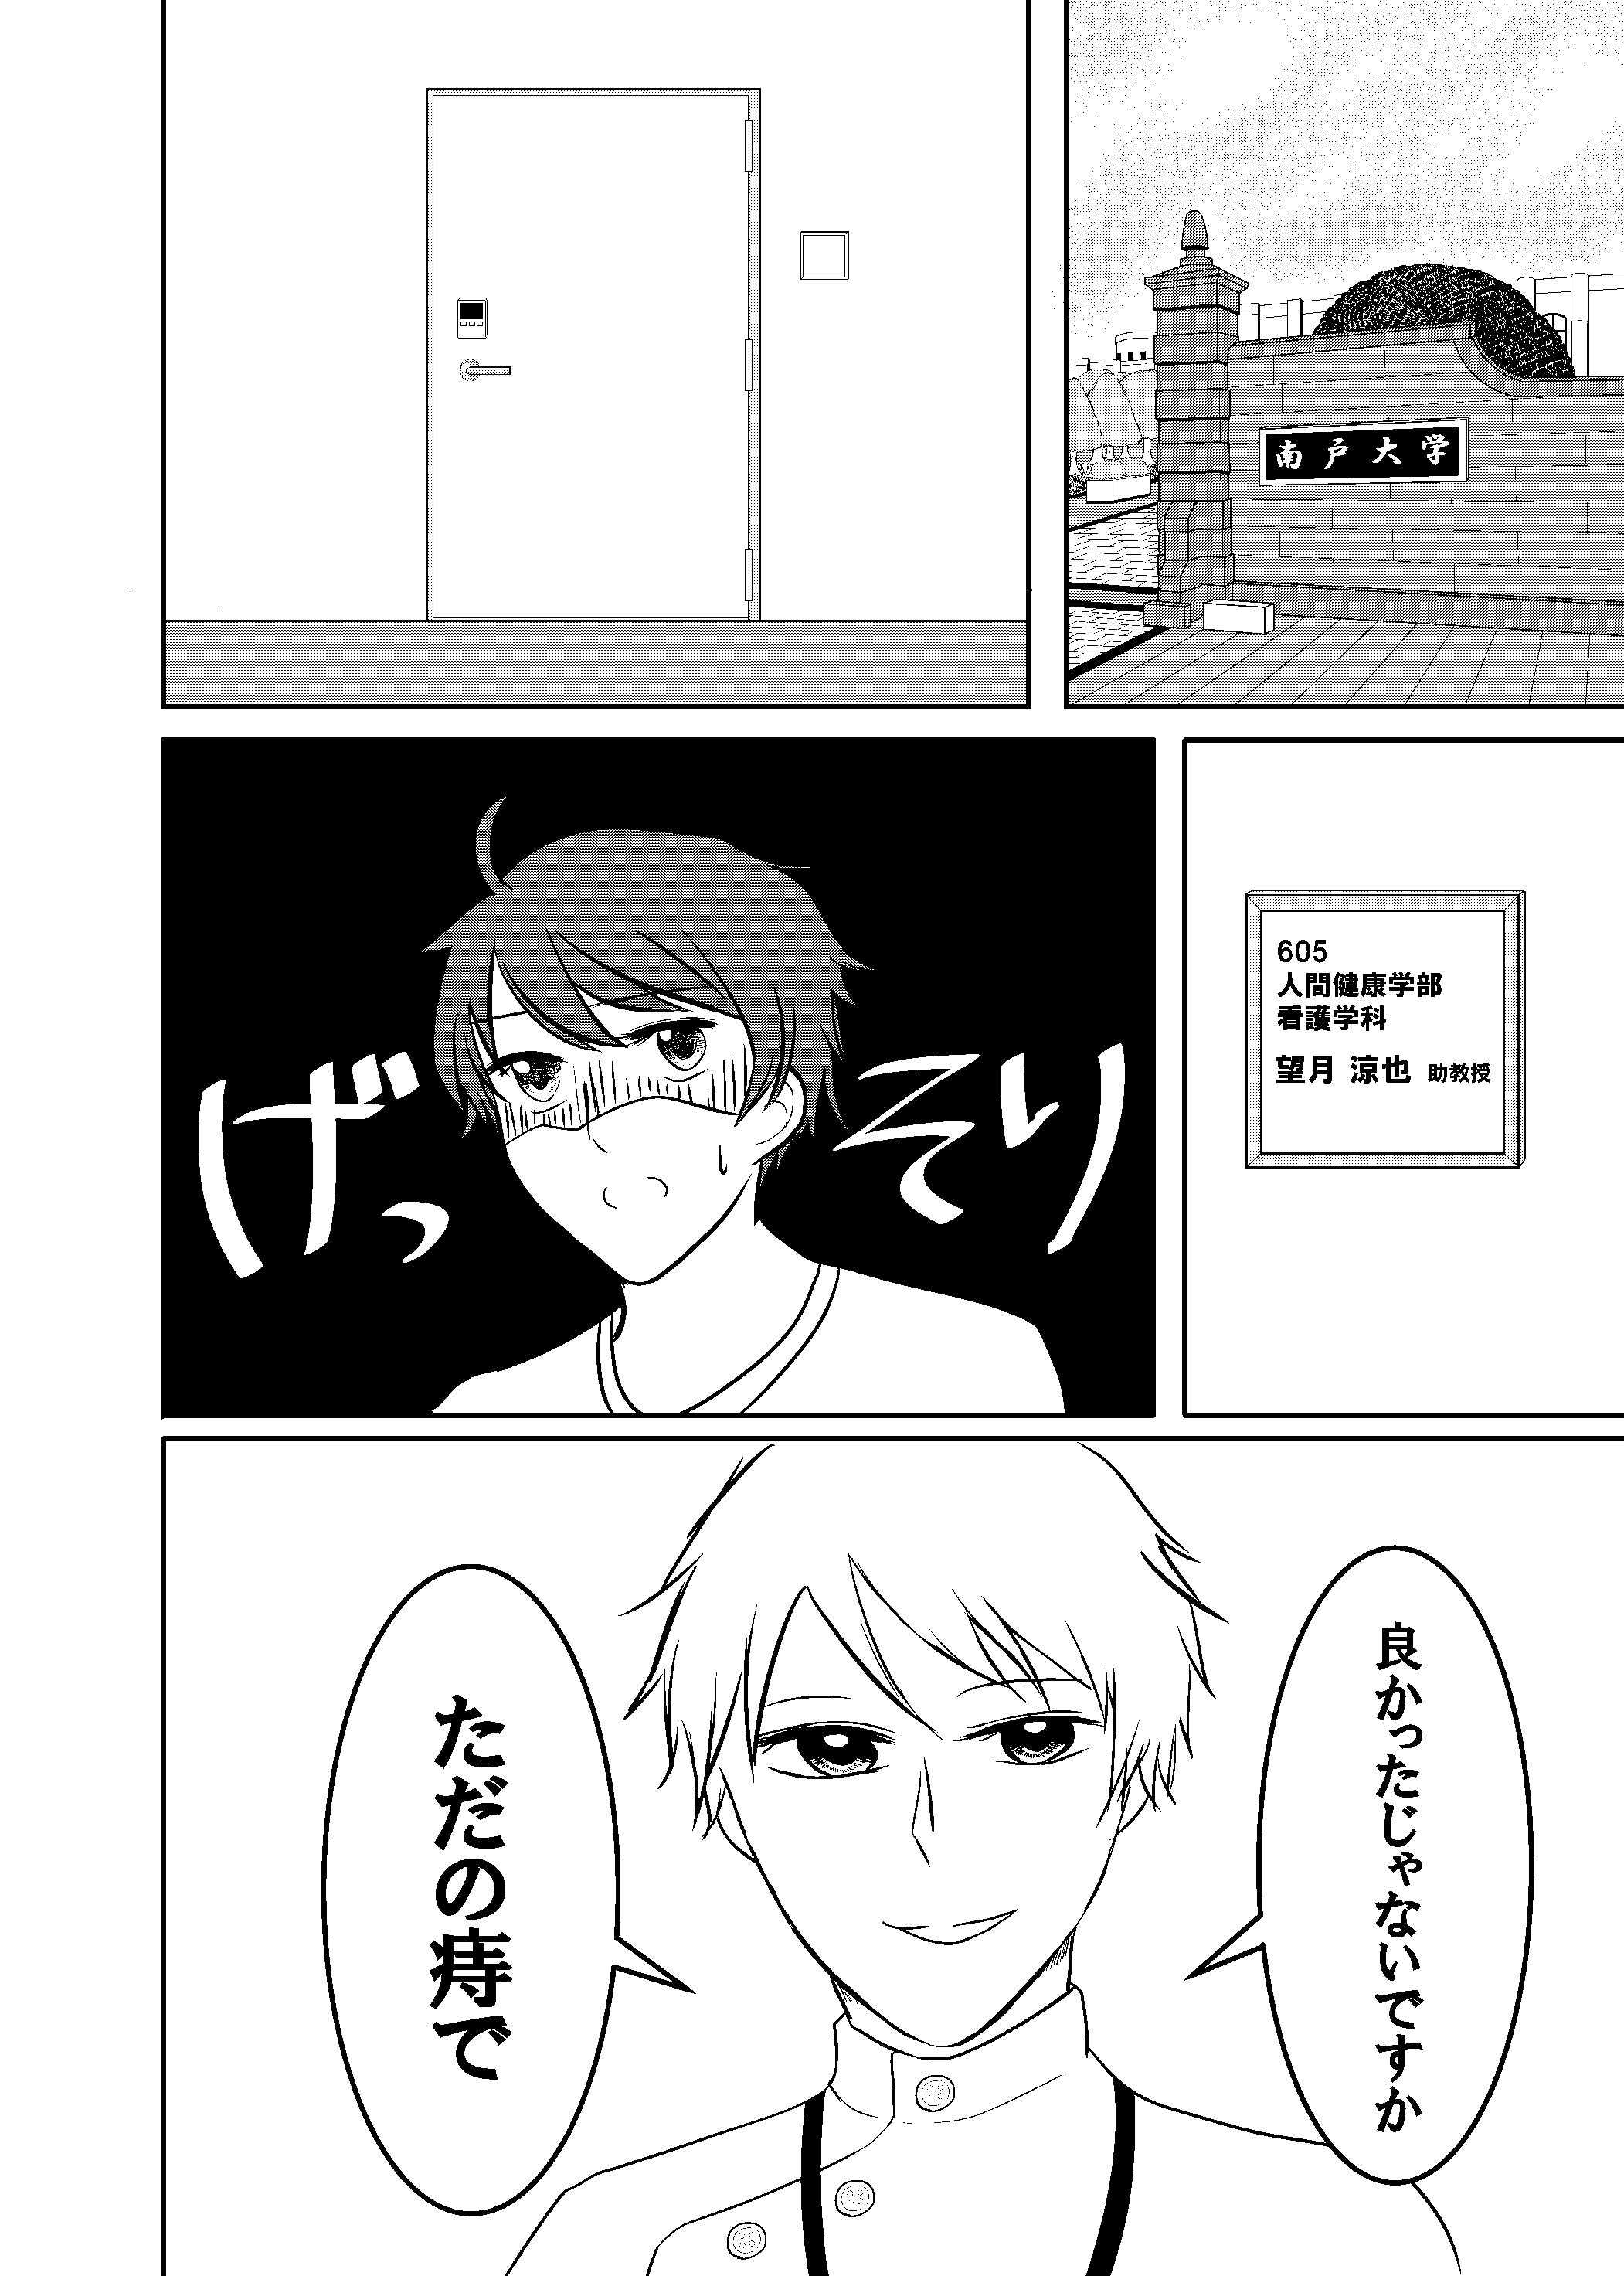 南戸大学
605
人間健康学部
看護学科
望月 涼也 助教授
げっそり
良かったじゃないですか
ただの痔で